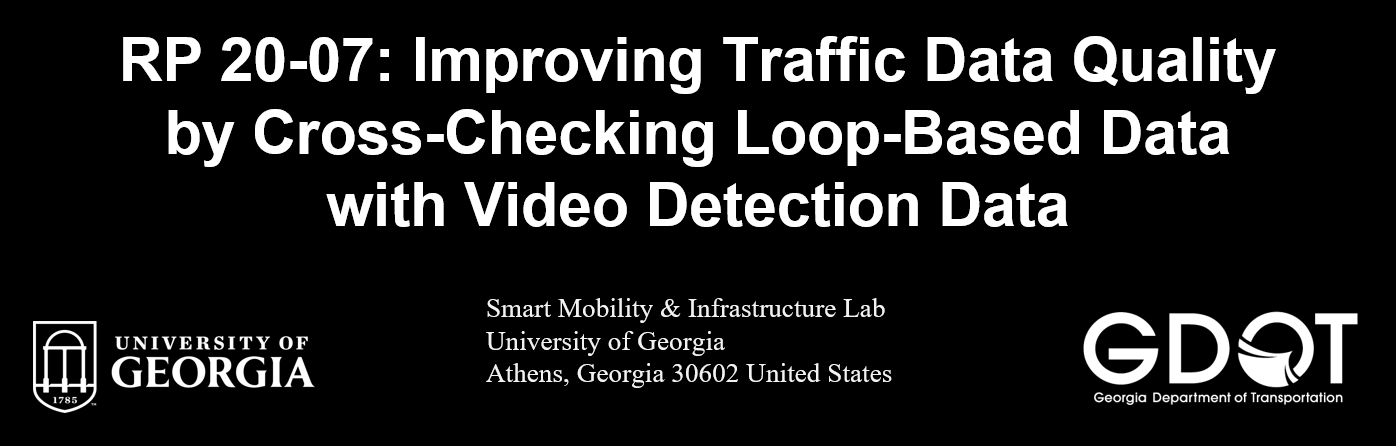 RP 20-07: Improving Traffic Data Quality
by Cross-Checking Loop-Based Data
with Video Detection Data
Smart Mobility & Infrastructure Lab
University of Georgia
Athens, Georgia 30602 United States
UNIVERSITY OF
GEORGIA
1785
TM
GDOT
Georgia Department of Transportation